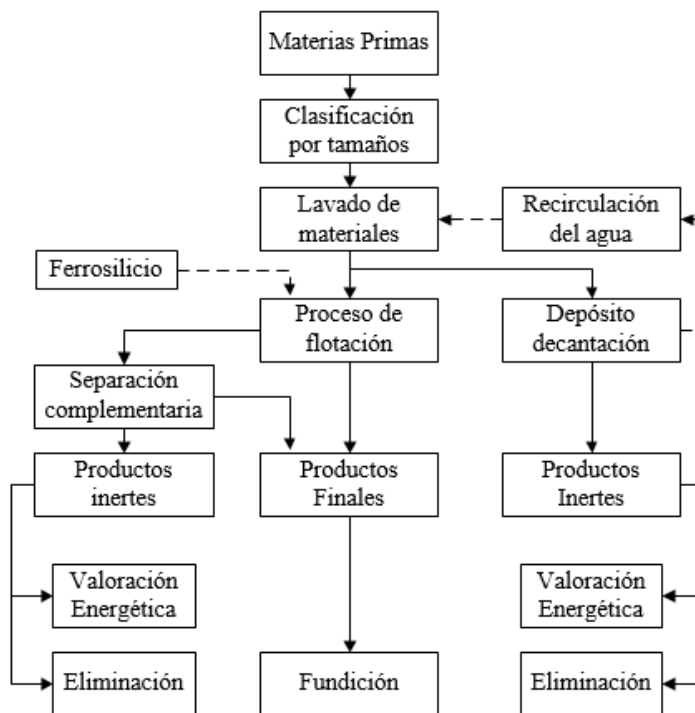 Materias Primas
Clasificación
por tamaños
Lavado de
materiales
Recirculación
del agua
Ferrosilicio
Proceso de
flotación
Depósito
decantación
Separación
complementaria
Productos
inertes
Productos
Finales
Productos
Inertes
Valoración
Energética
Valoración
Energética
Eliminación
Fundición
Eliminación